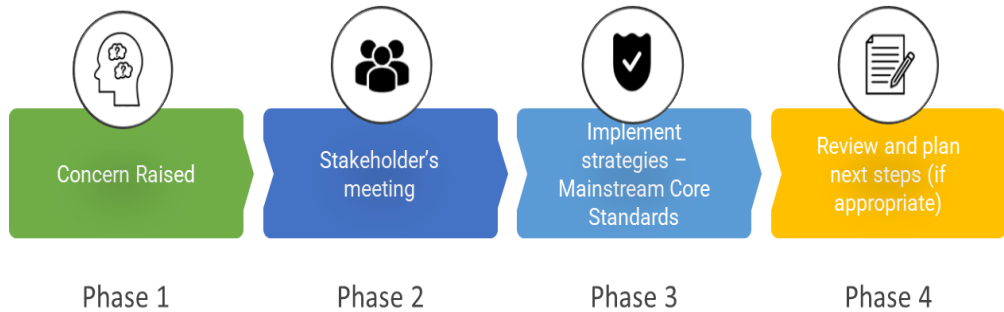 Concern Raised
Stakeholder's
meeting
Implement
strategies –
Mainstream Core
Standards
Review and plan
next steps (if
appropriate)
Phase 1
Phase 2
Phase 3
Phase 4